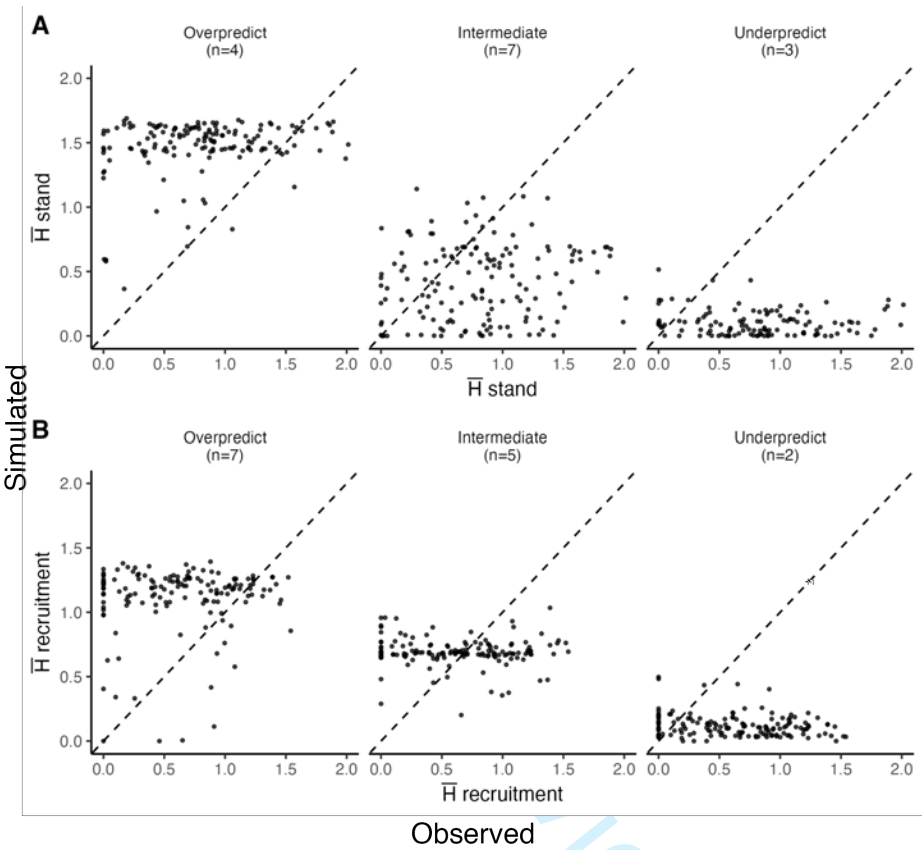 A
Overpredict
(n=4)
Intermediate
(n=7)
Underpredict
(n=3)
2.0
1.5
1.0
0.5
0.0
H̅ stand
0.0 0.5 1.0 1.5 2.0
0.0 0.5 1.0 1.5 2.0
0.0 0.5 1.0 1.5 2.0
H̅ stand
Simulated
B
Overpredict
(n=7)
Intermediate
(n=5)
Underpredict
(n=2)
2.0
1.5
1.0
0.5
0.0
H̅ recruitment
0.0 0.5 1.0 1.5 2.0
0.0 0.5 1.0 1.5 2.0
0.0 0.5 1.0 1.5 2.0
H̅ recruitment
Observed